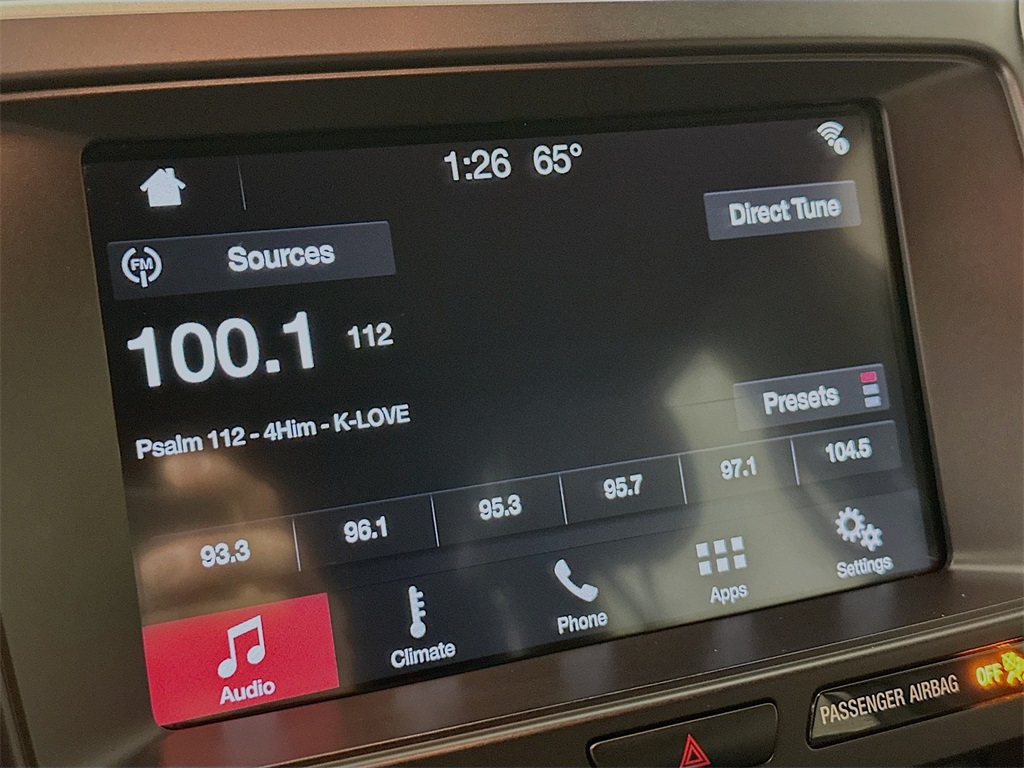 1:26 65°
Direct Tune
FM Sources
100.1 112
Psalm 112 - 4Him - K-LOVE
Presets
93.3 96.1 95.3 95.7 97.1 104.5
Audio Climate Phone Apps Settings
PASSENGER AIRBAG OFF